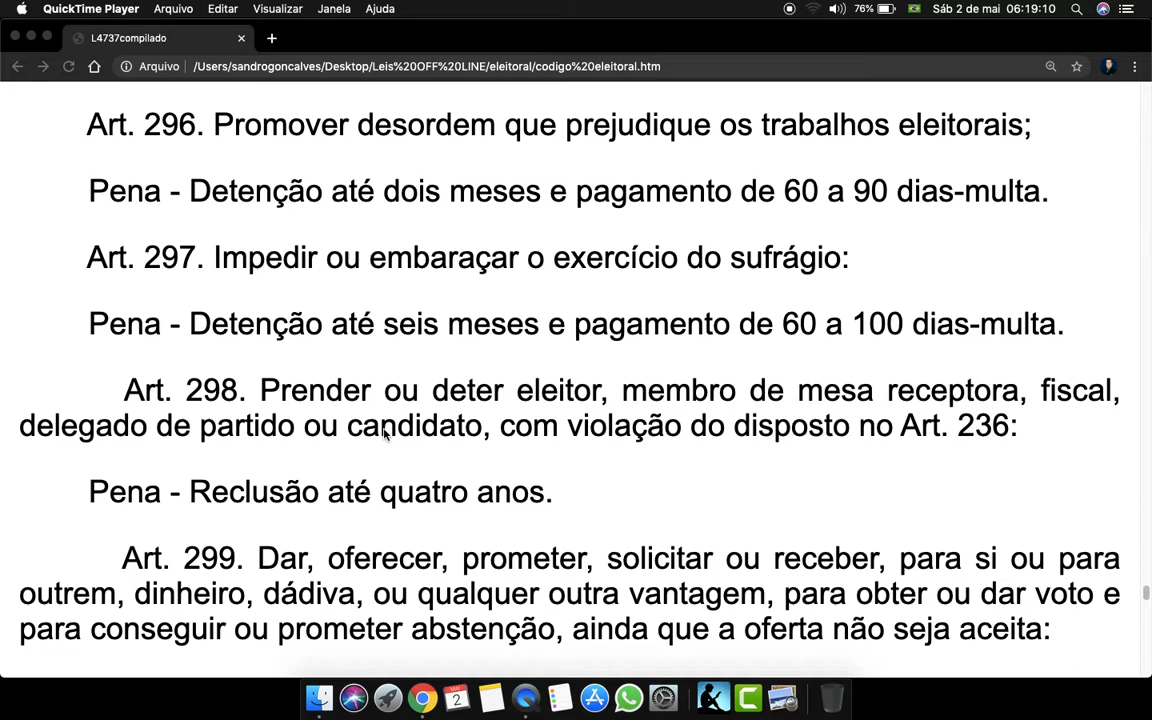 QuickTime Player Arquivo Editar Visualizar Janela Ajuda 76% Sáb 2 de mai 06:19:10
L4737compilado
Arquivo /Users/sandrogoncalves/Desktop/Leis%20OFF%20LINE/eleitoral/codigo%20eleitoral.htm
Art. 296. Promover desordem que prejudique os trabalhos eleitorais;
Pena - Detenção até dois meses e pagamento de 60 a 90 dias-multa.
Art. 297. Impedir ou embaraçar o exercício do sufrágio:
Pena - Detenção até seis meses e pagamento de 60 a 100 dias-multa.
Art. 298. Prender ou deter eleitor, membro de mesa receptora, fiscal,
delegado de partido ou candidato, com violação do disposto no Art. 236:
Pena - Reclusão até quatro anos.
Art. 299. Dar, oferecer, prometer, solicitar ou receber, para si ou para
outrem, dinheiro, dádiva, ou qualquer outra vantagem, para obter ou dar voto e
para conseguir ou prometer abstenção, ainda que a oferta não seja aceita:
MAI
2